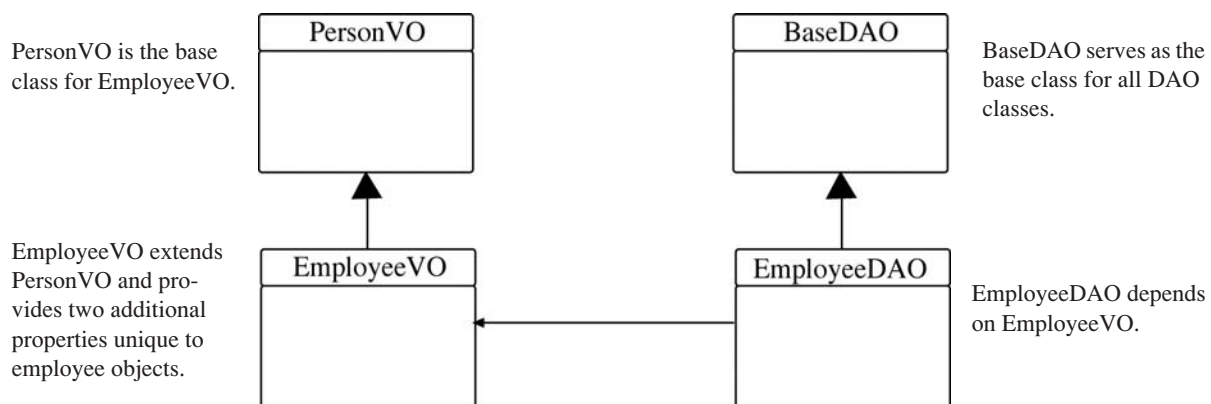 PersonVO
BaseDAO
PersonVO is the base
class for EmployeeVO.
BaseDAO serves as the
base class for all DAO
classes.
EmployeeVO extends
PersonVO and pro-
vides two additional
properties unique to
employee objects.
EmployeeVO
EmployeeDAO
EmployeeDAO depends
on EmployeeVO.